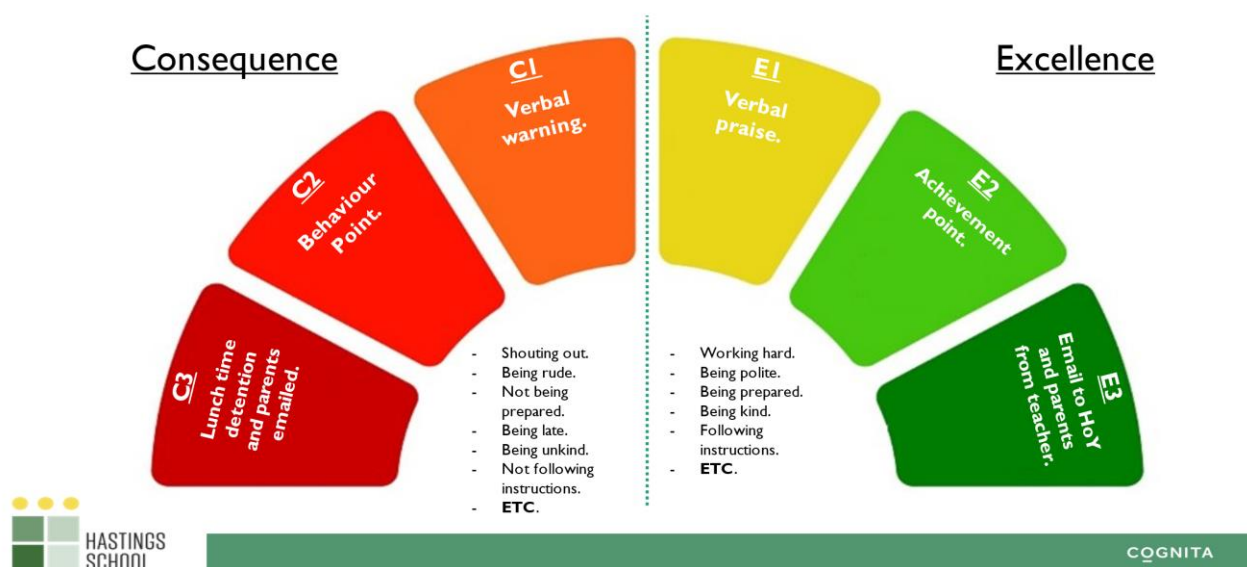 Consequence
Excellence
C1
Verbal
warning.
E1
Verbal
praise.
C2
Behaviour
Point.
E2
Achievement
point.
C3
Lunch time
detention
and parents
emailed.
E3
Email to HoY
and parents
from teacher.
- Shouting out.
- Being rude.
- Not being
prepared.
- Being late.
- Being unkind.
- Not following
instructions.
- ETC.
- Working hard.
- Being polite.
- Being prepared.
- Being kind.
- Following
instructions.
- ETC.
HASTINGS
SCHOOL
COGNITA